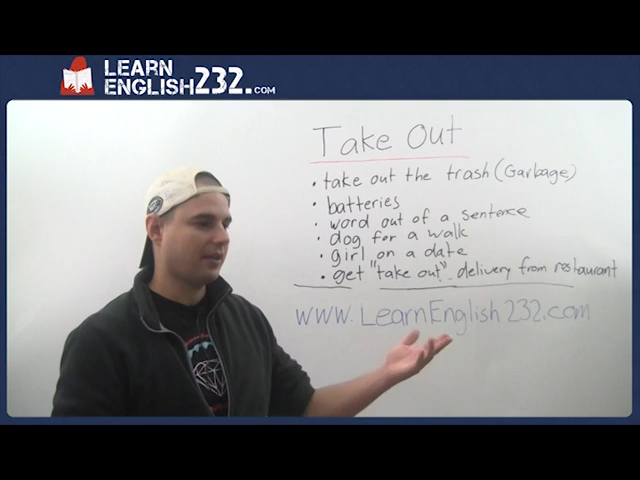 LEARN
ENGLISH232.COM
Take Out
• take out the trash (Garbage)
• batteries
• word out of a sentence
• dog for a walk
• girl on a date
• get "take out" delivery from restaurant
www.LearnEnglish232.com